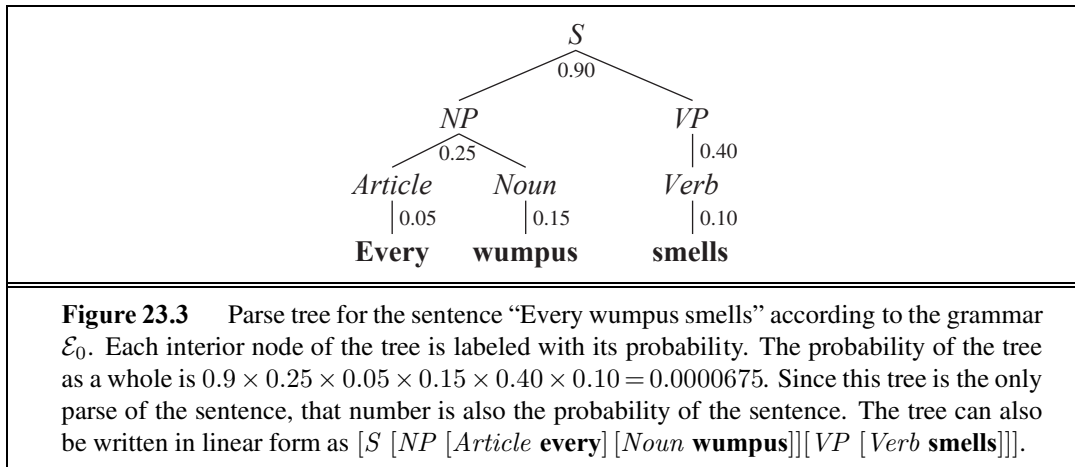 S
0.90
NP VP
0.25 0.40
Article Noun Verb
0.05 0.15 0.10
Every wumpus smells
Figure 23.3 Parse tree for the sentence “Every wumpus smells” according to the grammar
ℰ₀. Each interior node of the tree is labeled with its probability. The probability of the tree
as a whole is 0.9 × 0.25 × 0.05 × 0.15 × 0.40 × 0.10 = 0.0000675. Since this tree is the only
parse of the sentence, that number is also the probability of the sentence. The tree can also
be written in linear form as [S [NP [Article every] [Noun wumpus]][VP [Verb smells]]].